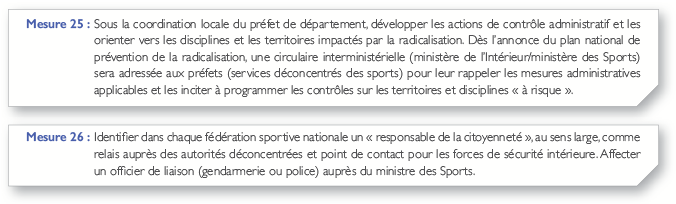 Mesure 25 : Sous la coordination locale du préfet de département, développer les actions de contrôle administratif et les
orienter vers les disciplines et les territoires impactés par la radicalisation. Dès l'annonce du plan national de
prévention de la radicalisation, une circulaire interministérielle (ministère de l'Intérieur/ministère des Sports)
sera adressée aux préfets (services déconcentrés des sports) pour leur rappeler les mesures administratives
applicables et les inciter à programmer les contrôles sur les territoires et disciplines « à risque ».
Mesure 26 : Identifier dans chaque fédération sportive nationale un « responsable de la citoyenneté », au sens large, comme
relais auprès des autorités déconcentrées et point de contact pour les forces de sécurité intérieure. Affecter
un officier de liaison (gendarmerie ou police) auprès du ministre des Sports.